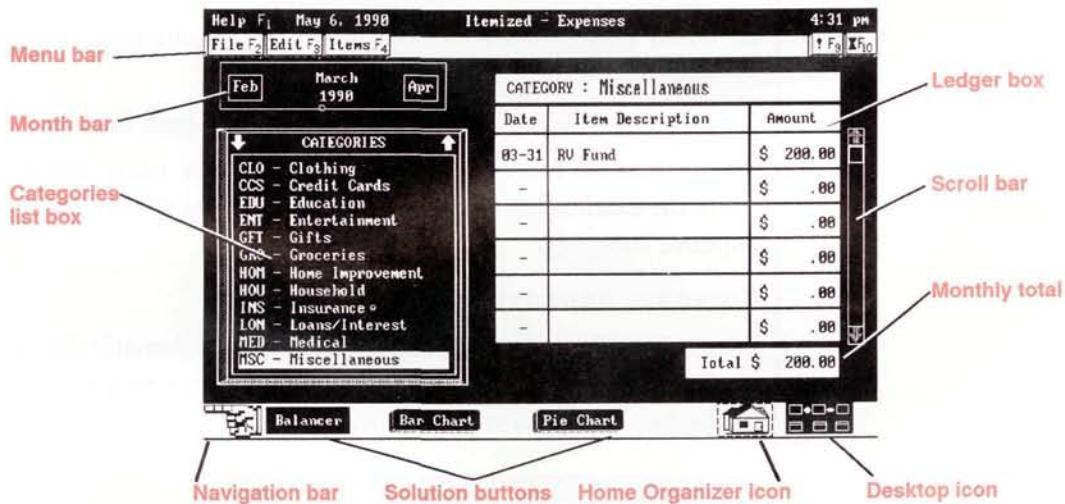 Help F1 May 6, 1990 Itemized - Expenses 4:31 pm
File F2 Edit F3 Items F4 ! F9 F10
Menu bar
Feb March 1990 Apr
Month bar
CATEGORY : Miscellaneous
Ledger box
Date Item Description Amount
03-31 RV Fund $ 200.00
- $ .00
- $ .00
- $ .00
- $ .00
- $ .00
Scroll bar
Total $ 200.00
Monthly total
CATEGORIES
CLO - Clothing
CCS - Credit Cards
EDU - Education
ENT - Entertainment
GFT - Gifts
GRO - Groceries
HOM - Home Improvement
HOU - Household
INS - Insurance
LON - Loans/Interest
MED - Medical
MSC - Miscellaneous
Categories
list box
Balancer Bar Chart Pie Chart
Navigation bar Solution buttons Home Organizer icon Desktop icon